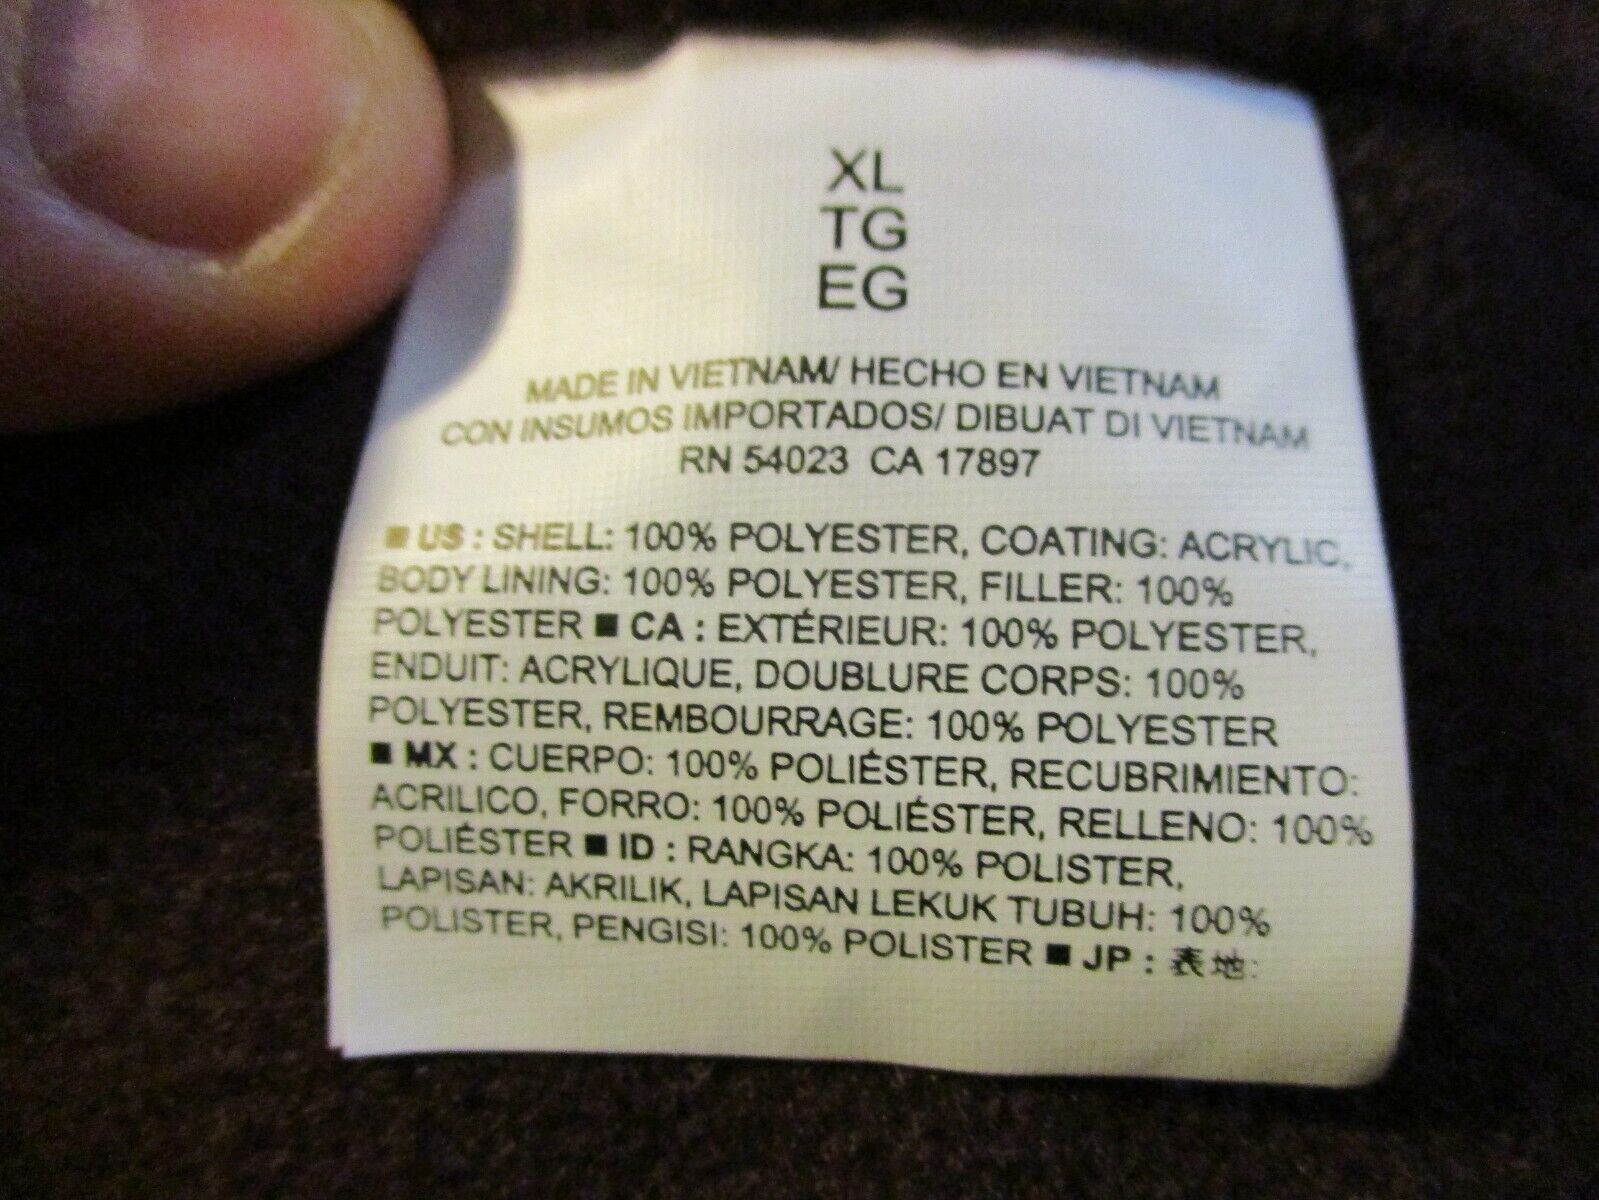 XL
TG
EG
MADE IN VIETNAM/ HECHO EN VIETNAM
CON INSUMOS IMPORTADOS/ DIBUAT DI VIETNAM
RN 54023 CA 17897
■ US : SHELL: 100% POLYESTER, COATING: ACRYLIC,
BODY LINING: 100% POLYESTER, FILLER: 100%
POLYESTER ■ CA : EXTÉRIEUR: 100% POLYESTER,
ENDUIT: ACRYLIQUE, DOUBLURE CORPS: 100%
POLYESTER, REMBOURRAGE: 100% POLYESTER
■ MX : CUERPO: 100% POLIÉSTER, RECUBRIMIENTO:
ACRILICO, FORRO: 100% POLIÉSTER, RELLENO: 100%
POLIÉSTER ■ ID : RANGKA: 100% POLISTER,
LAPISAN: AKRILIK, LAPISAN LEKUK TUBUH: 100%
POLISTER, PENGISI: 100% POLISTER ■ JP : 表地: